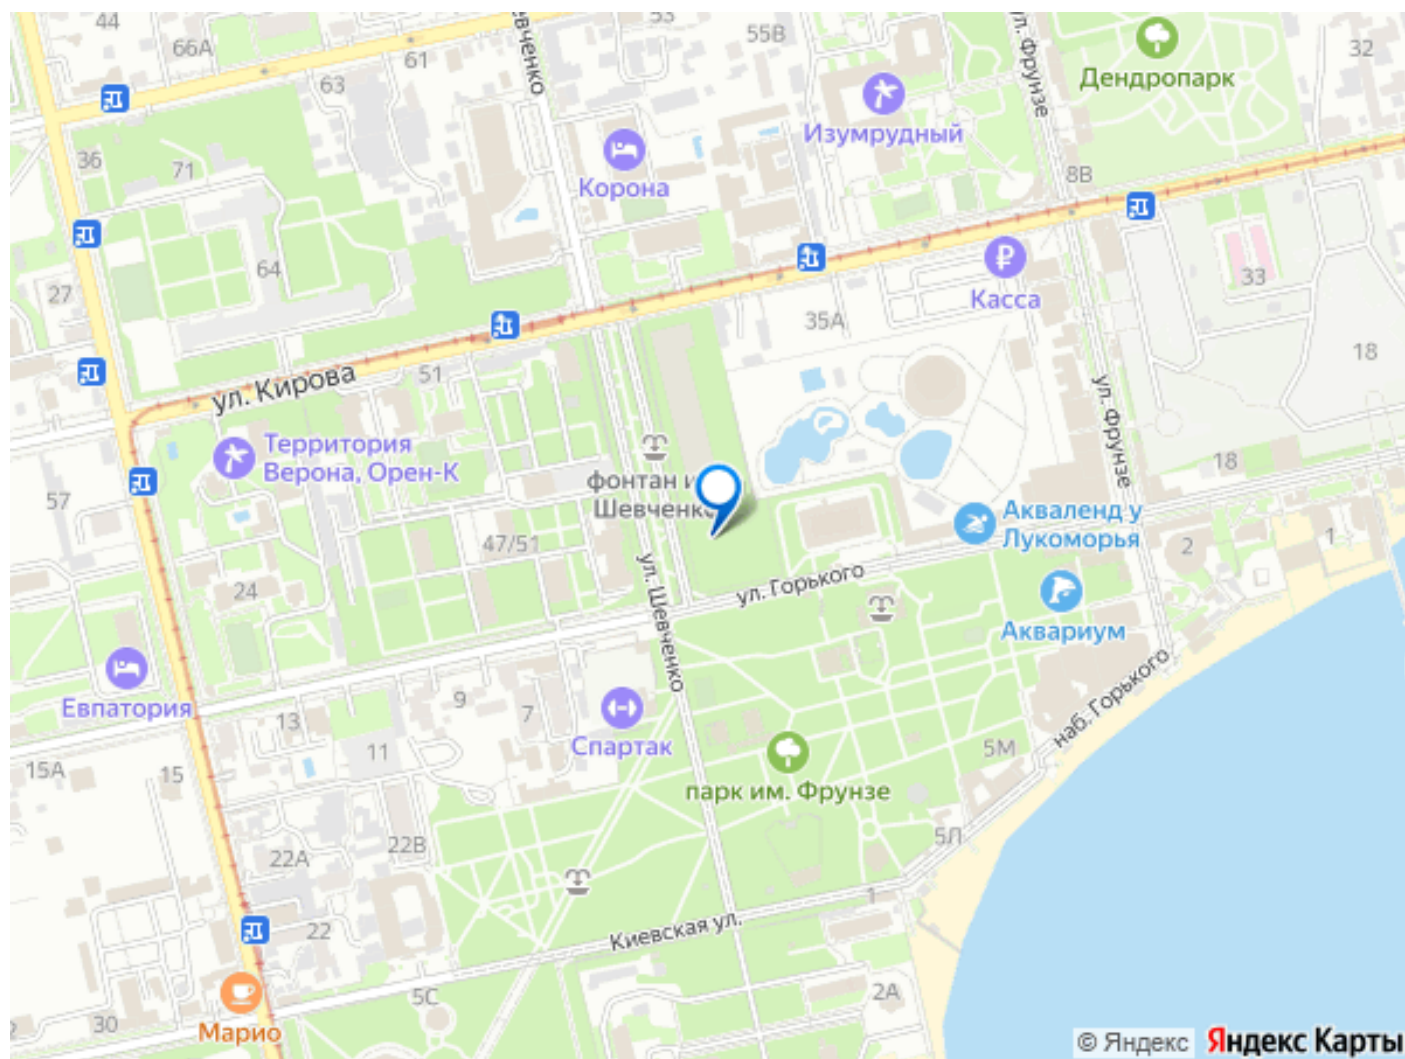 44
66А
61
63
53
55В
32
ул. Фрунзе
Дендропарк
Изумрудный
Корона
36
71
8В
64
27
33
Касса
35А
18
51
ул. Кирова
ул. Фрунзе
Территория
Верона, Орен-К
57
фонтан и
Шевченко
18
Акваленд у
Лукоморья
47/51
1
2
24
ул. Шевченко
ул. Горького
Аквариум
Евпатория
9
7
13
11
Спартак
наб. Горького
5М
15А
15
парк им. Фрунзе
22А
22В
5Л
1
22
Киевская ул.
5С
2А
30
Марио
© Яндекс
Яндекс Карты